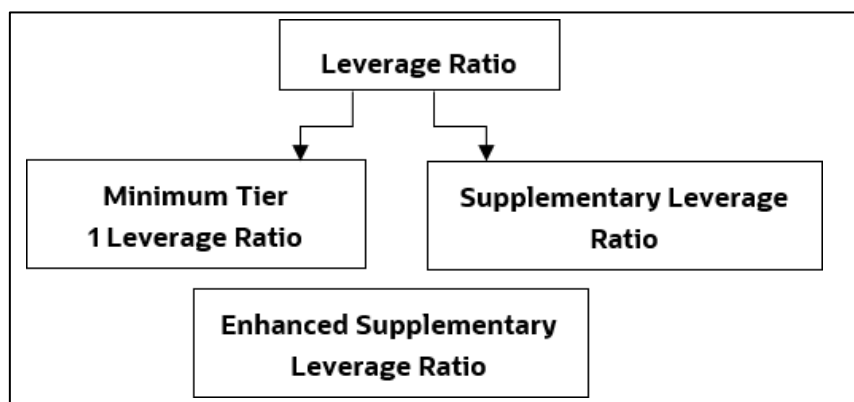 Leverage Ratio
Minimum Tier
1 Leverage Ratio
Supplementary Leverage
Ratio
Enhanced Supplementary
Leverage Ratio